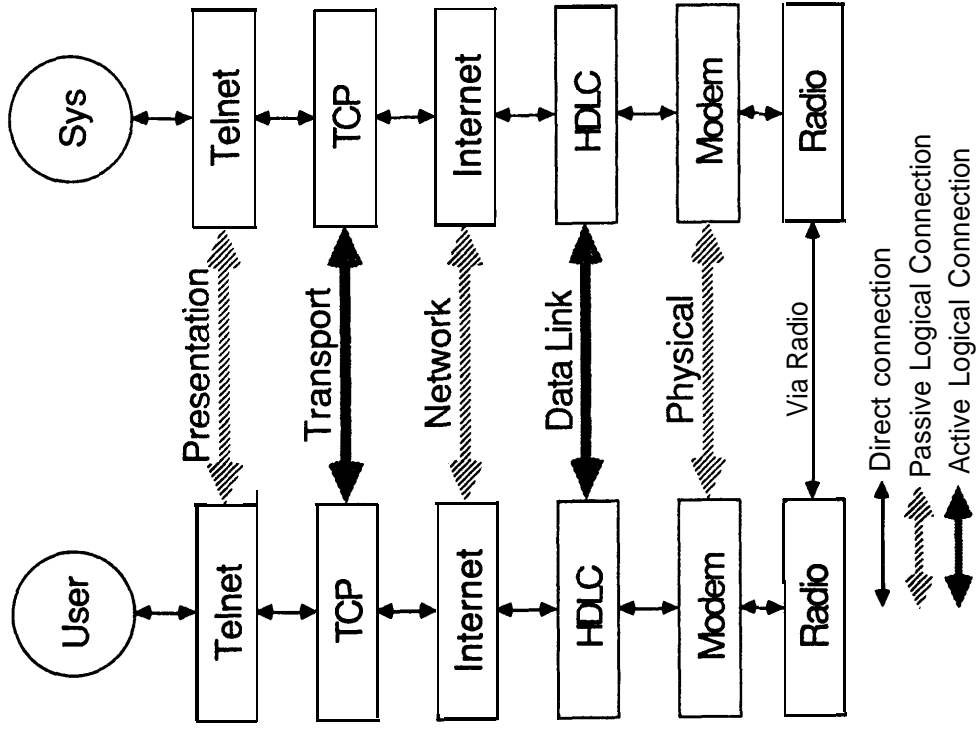 User
Sys
Telnet
Presentation
Telnet
TCP
Transport
TCP
Internet
Network
Internet
HDLC
Data Link
HDLC
Modem
Physical
Modem
Radio
Via Radio
Radio
Direct connection
Passive Logical Connection
Active Logical Connection